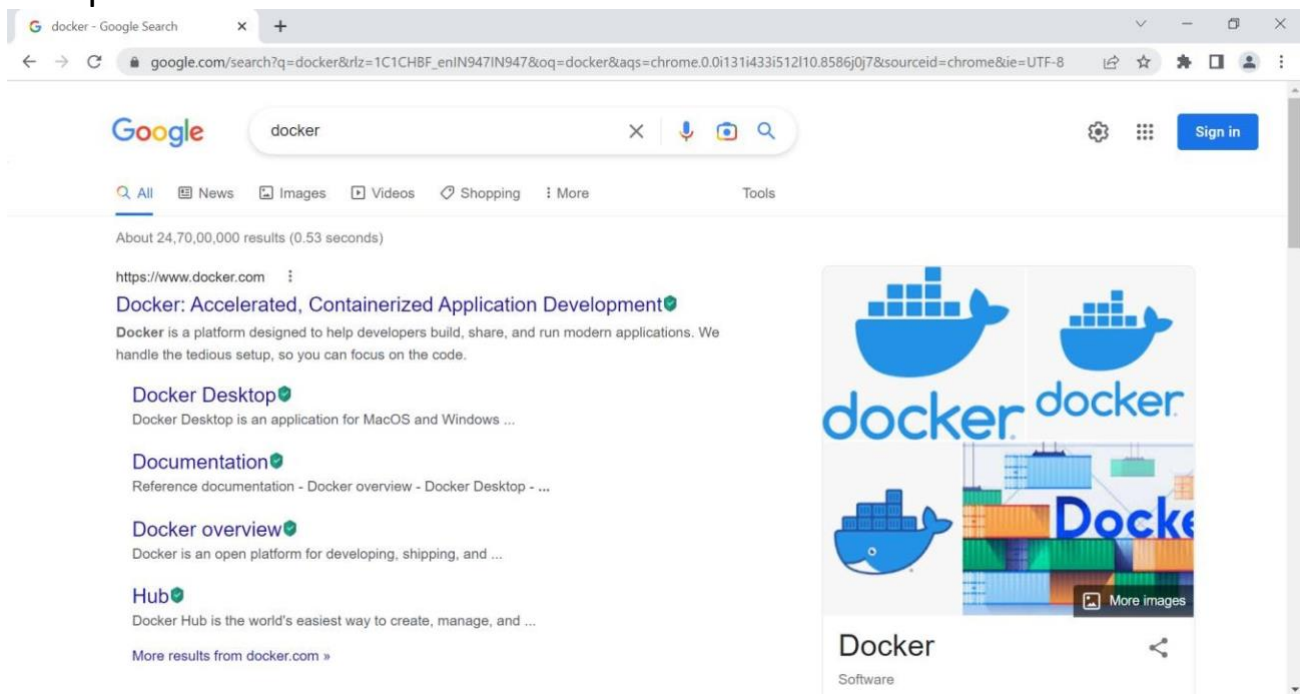 docker - Google Search
google.com/search?q=docker&rlz=1C1CHBF_enIN947IN947&oq=docker&aqs=chrome.0.0i131i433i512l10.8586j0j7&sourceid=chrome&ie=UTF-8
Google
docker
Sign in
All News Images Videos Shopping More Tools
About 24,70,00,000 results (0.53 seconds)
https://www.docker.com
Docker: Accelerated, Containerized Application Development
Docker is a platform designed to help developers build, share, and run modern applications. We
handle the tedious setup, so you can focus on the code.
Docker Desktop
Docker Desktop is an application for MacOS and Windows ...
Documentation
Reference documentation - Docker overview - Docker Desktop - ...
Docker overview
Docker is an open platform for developing, shipping, and ...
Hub
Docker Hub is the world's easiest way to create, manage, and ...
More results from docker.com »
docker
docker
Docke
More images
Docker
Software